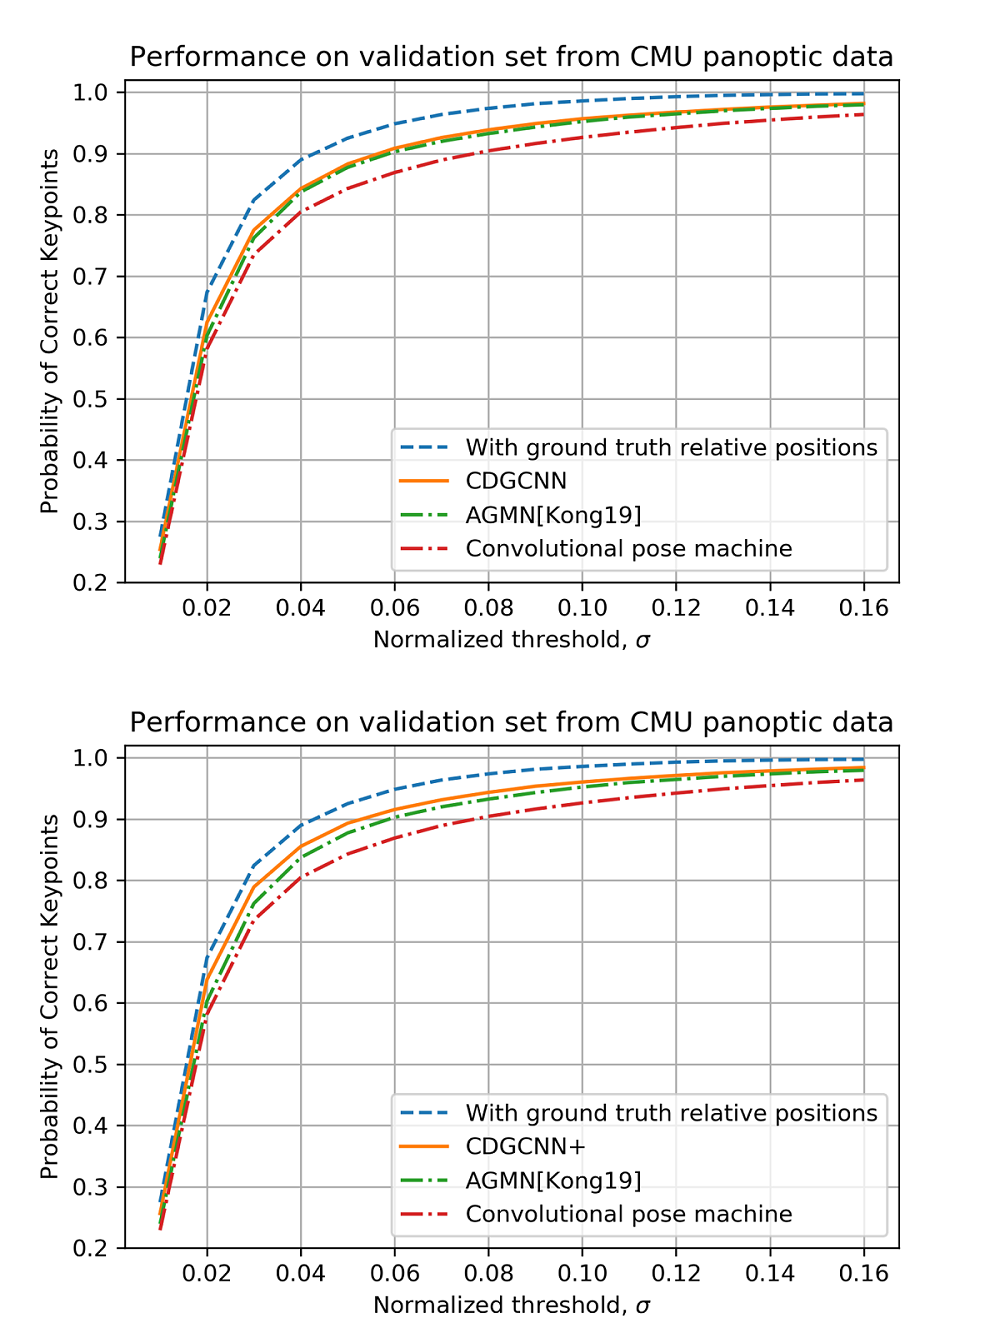 Performance on validation set from CMU panoptic data
1.0
0.9
0.8
0.7
0.6
0.5
0.4
0.3
0.2
Probability of Correct Keypoints
With ground truth relative positions
CDGCNN
AGMN[Kong19]
Convolutional pose machine
0.02 0.04 0.06 0.08 0.10 0.12 0.14 0.16
Normalized threshold, σ
Performance on validation set from CMU panoptic data
1.0
0.9
0.8
0.7
0.6
0.5
0.4
0.3
0.2
Probability of Correct Keypoints
With ground truth relative positions
CDGCNN+
AGMN[Kong19]
Convolutional pose machine
0.02 0.04 0.06 0.08 0.10 0.12 0.14 0.16
Normalized threshold, σ